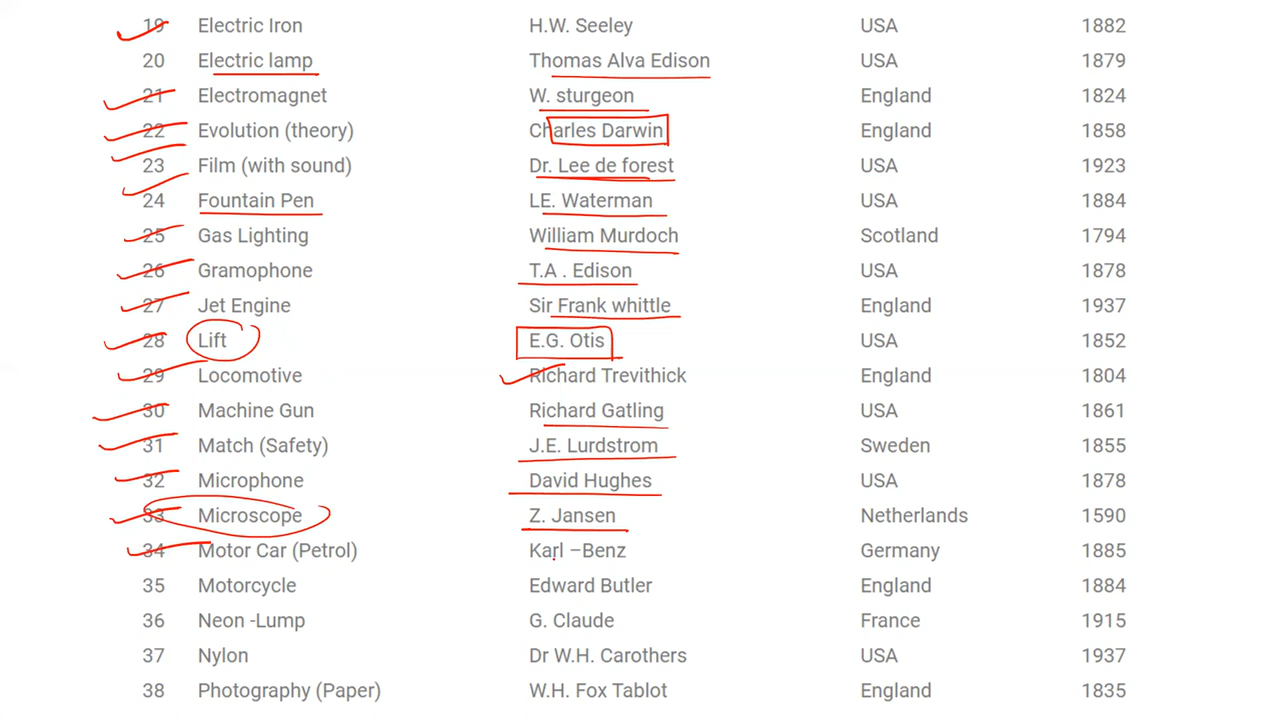 19 Electric Iron H.W. Seeley USA 1882
20 Electric lamp Thomas Alva Edison USA 1879
21 Electromagnet W. sturgeon England 1824
22 Evolution (theory) Charles Darwin England 1858
23 Film (with sound) Dr. Lee de forest USA 1923
24 Fountain Pen LE. Waterman USA 1884
25 Gas Lighting William Murdoch Scotland 1794
26 Gramophone T.A . Edison USA 1878
27 Jet Engine Sir Frank whittle England 1937
28 Lift E.G. Otis USA 1852
29 Locomotive Richard Trevithick England 1804
30 Machine Gun Richard Gatling USA 1861
31 Match (Safety) J.E. Lurdstrom Sweden 1855
32 Microphone David Hughes USA 1878
33 Microscope Z. Jansen Netherlands 1590
34 Motor Car (Petrol) Karl –Benz Germany 1885
35 Motorcycle Edward Butler England 1884
36 Neon -Lump G. Claude France 1915
37 Nylon Dr W.H. Carothers USA 1937
38 Photography (Paper) W.H. Fox Tablot England 1835